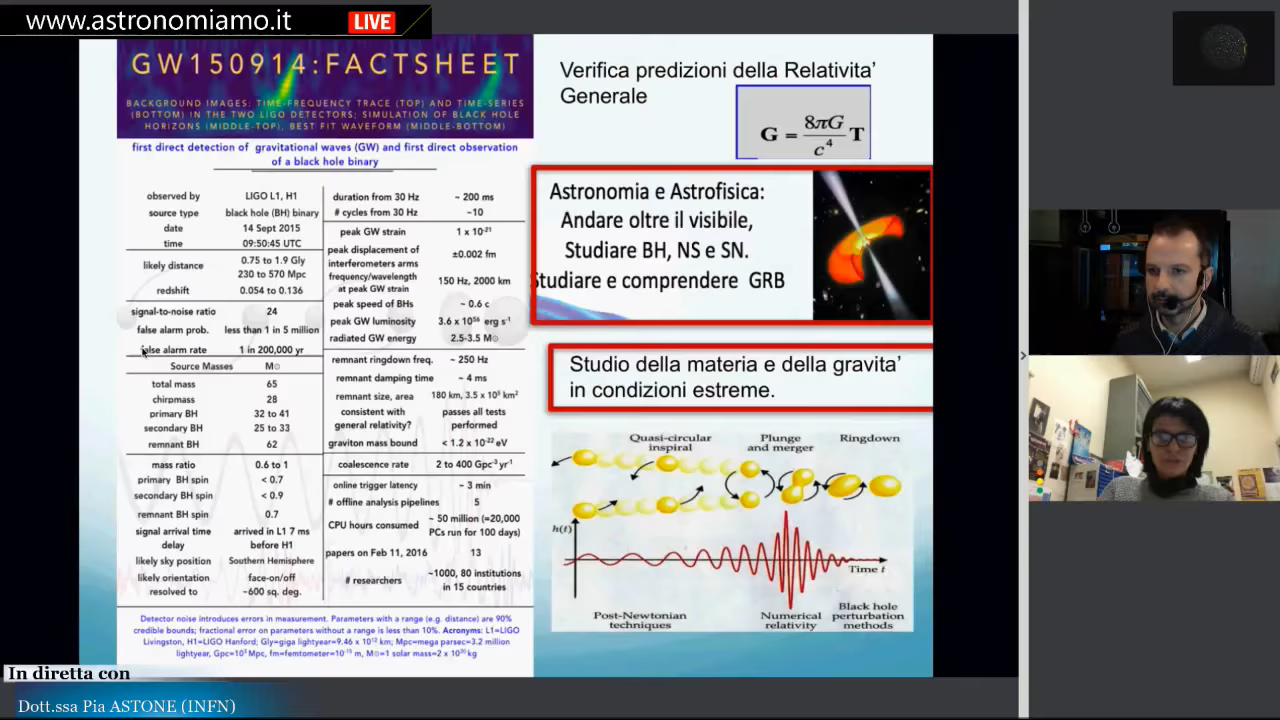 www.astronomiamo.it LIVE
GW150914:FACTSHEET
BACKGROUND IMAGES: TIME-FREQUENCY TRACE (TOP) AND TIME-SERIES
(BOTTOM) IN THE TWO LIGO DETECTORS; SIMULATION OF BLACK HOLE
HORIZONS (MIDDLE-TOP), BEST FIT WAVEFORM (MIDDLE-BOTTOM)
first direct detection of gravitational waves (GW) and first direct observation
of a black hole binary
observed by LIGO L1, H1
source type black hole (BH) binary
date 14 Sept 2015
time 09:50:45 UTC
likely distance 0.75 to 1.9 Gly
230 to 570 Mpc
redshift 0.054 to 0.136
signal-to-noise ratio 24
false alarm prob. less than 1 in 5 million
false alarm rate 1 in 200,000 yr
Source Masses M⊙
total mass 65
chirpmass 28
primary BH 32 to 41
secondary BH 25 to 33
remnant BH 62
mass ratio 0.6 to 1
primary BH spin < 0.7
secondary BH spin < 0.9
remnant BH spin 0.7
signal arrival time arrived in L1 7 ms
delay before H1
likely sky position Southern Hemisphere
likely orientation face-on/off
resolved to ~600 sq. deg.
duration from 30 Hz ~ 200 ms
# cycles from 30 Hz ~10
peak GW strain 1 x 10⁻²¹
peak displacement of
interferometers arms ±0.002 fm
frequency/wavelength
at peak GW strain 150 Hz, 2000 km
peak speed of BHs ~ 0.6 c
peak GW luminosity 3.6 x 10⁵⁶ erg s⁻¹
radiated GW energy 2.5-3.5 M⊙
remnant ringdown freq. ~ 250 Hz
remnant damping time ~ 4 ms
remnant size, area 180 km, 3.5 x 10⁵ km²
consistent with passes all tests
general relativity? performed
graviton mass bound < 1.2 x 10⁻²² eV
coalescence rate 2 to 400 Gpc⁻³ yr⁻¹
online trigger latency ~ 3 min
# offline analysis pipelines 5
CPU hours consumed ~ 50 million (=20,000
PCs run for 100 days)
papers on Feb 11, 2016 13
# researchers ~1000, 80 institutions
in 15 countries
Detector noise introduces errors in measurement. Parameters with a range (e.g. distance) are 90%
credible bounds; fractional error on parameters without a range is less than 10%. Acronyms: L1=LIGO
Livingston, H1=LIGO Hanford; Gly=giga lightyear=9.46 x 10¹² km; Mpc=mega parsec=3.2 million
lightyear, Gpc=10³ Mpc, fm=femtometer=10⁻¹⁵ m, M⊙=1 solar mass=2 x 10³⁰ kg
Verifica predizioni della Relativita'
Generale
G = 8πG/c⁴ T
Astronomia e Astrofisica:
Andare oltre il visibile,
Studiare BH, NS e SN.
Studiare e comprendere GRB
Studio della materia e della gravita'
in condizioni estreme.
Quasi-circular
inspiral
Plunge
and merger
Ringdown
h(t)
Time t
Post-Newtonian
techniques
Numerical
relativity
Black hole
perturbation
methods
In diretta con
Dott.ssa Pia ASTONE (INFN)